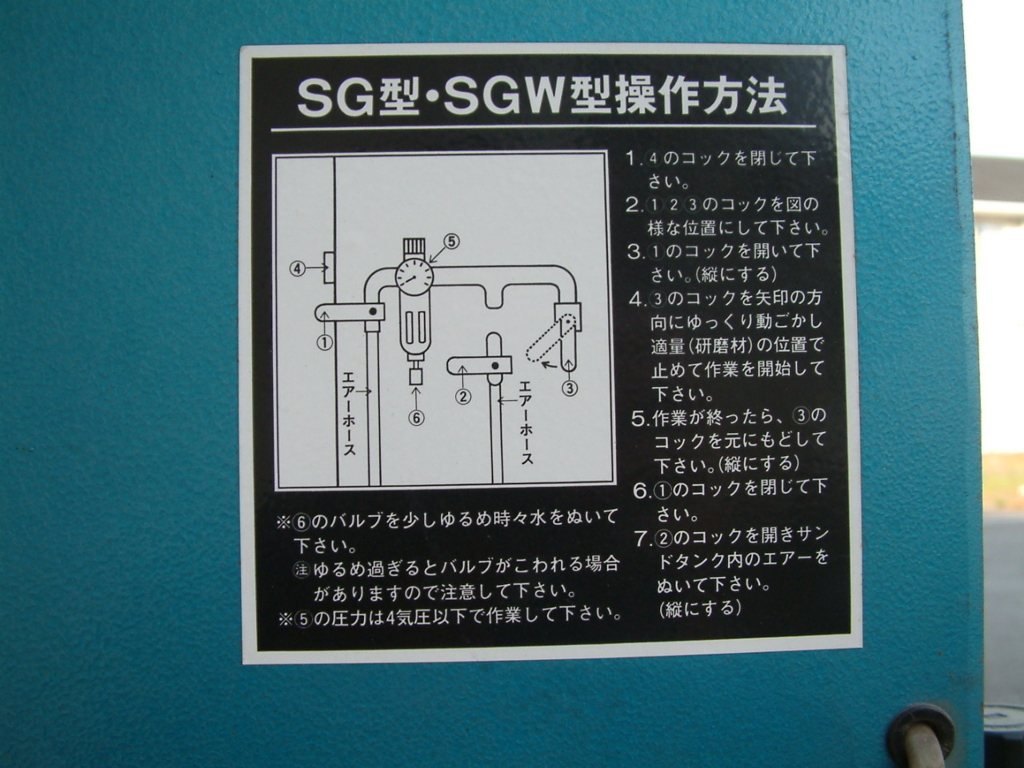 SG型・SGW型操作方法
④
①
⑤
⑥
②
③
エアーホース
エアーホース
1.④のコックを閉じて下
さい。
2.①②③のコックを図の
様な位置にして下さい。
3.①のコックを開いて下
さい。(縦にする)
4.③のコックを矢印の方
向にゆっくり動ごかし
適量(研磨材)の位置で
止めて作業を開始して
下さい。
5.作業が終ったら、③の
コックを元にもどして
下さい。(縦にする)
6.①のコックを閉じて下
さい。
7.②のコックを開きサン
ドタンク内のエアーを
ぬいて下さい。
(縦にする)
※⑥のバルブを少しゆるめ時々水をぬいて
下さい。
注ゆるめ過ぎるとバルブがこわれる場合
がありますので注意して下さい。
※⑤の圧力は4気圧以下で作業して下さい。